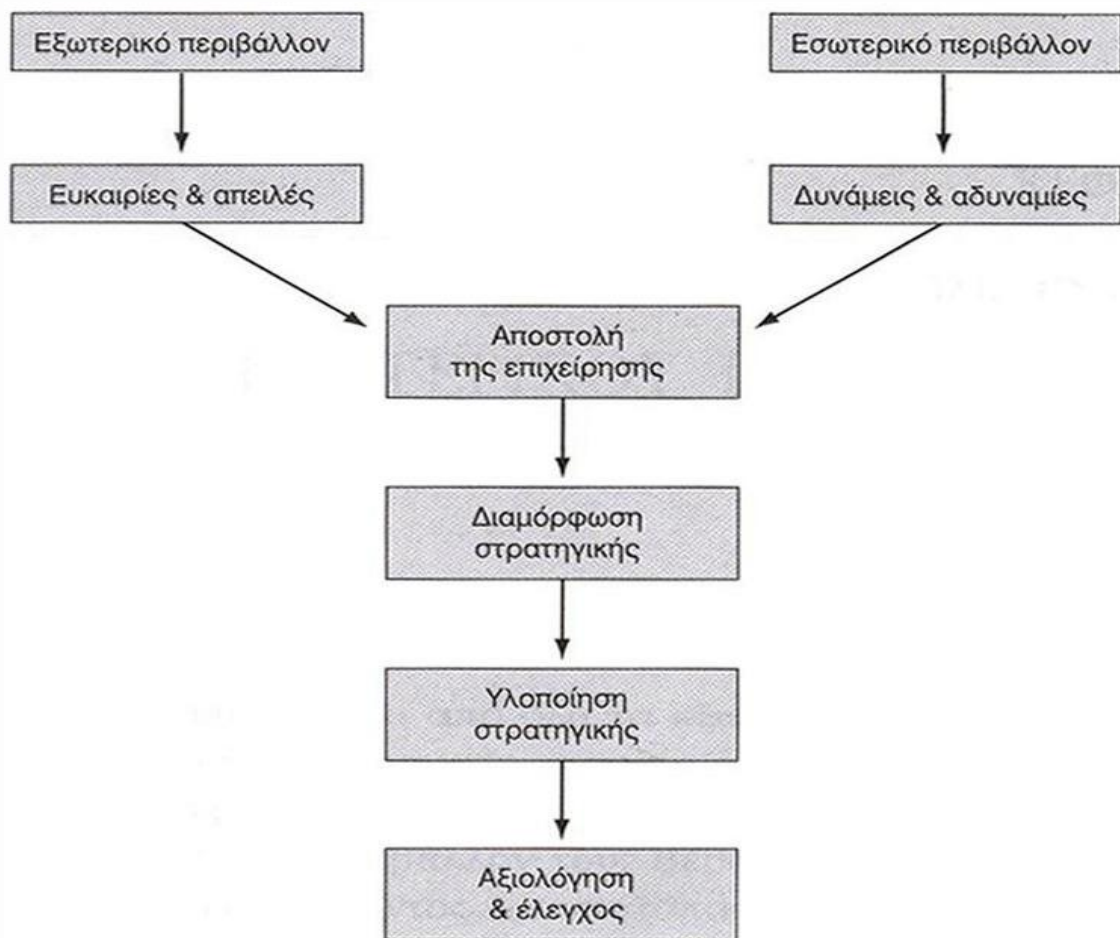 Εξωτερικό περιβάλλον
Εσωτερικό περιβάλλον
Ευκαιρίες & απειλές
Δυνάμεις & αδυναμίες
Αποστολή
της επιχείρησης
Διαμόρφωση
στρατηγικής
Υλοποίηση
στρατηγικής
Αξιολόγηση
& έλεγχος